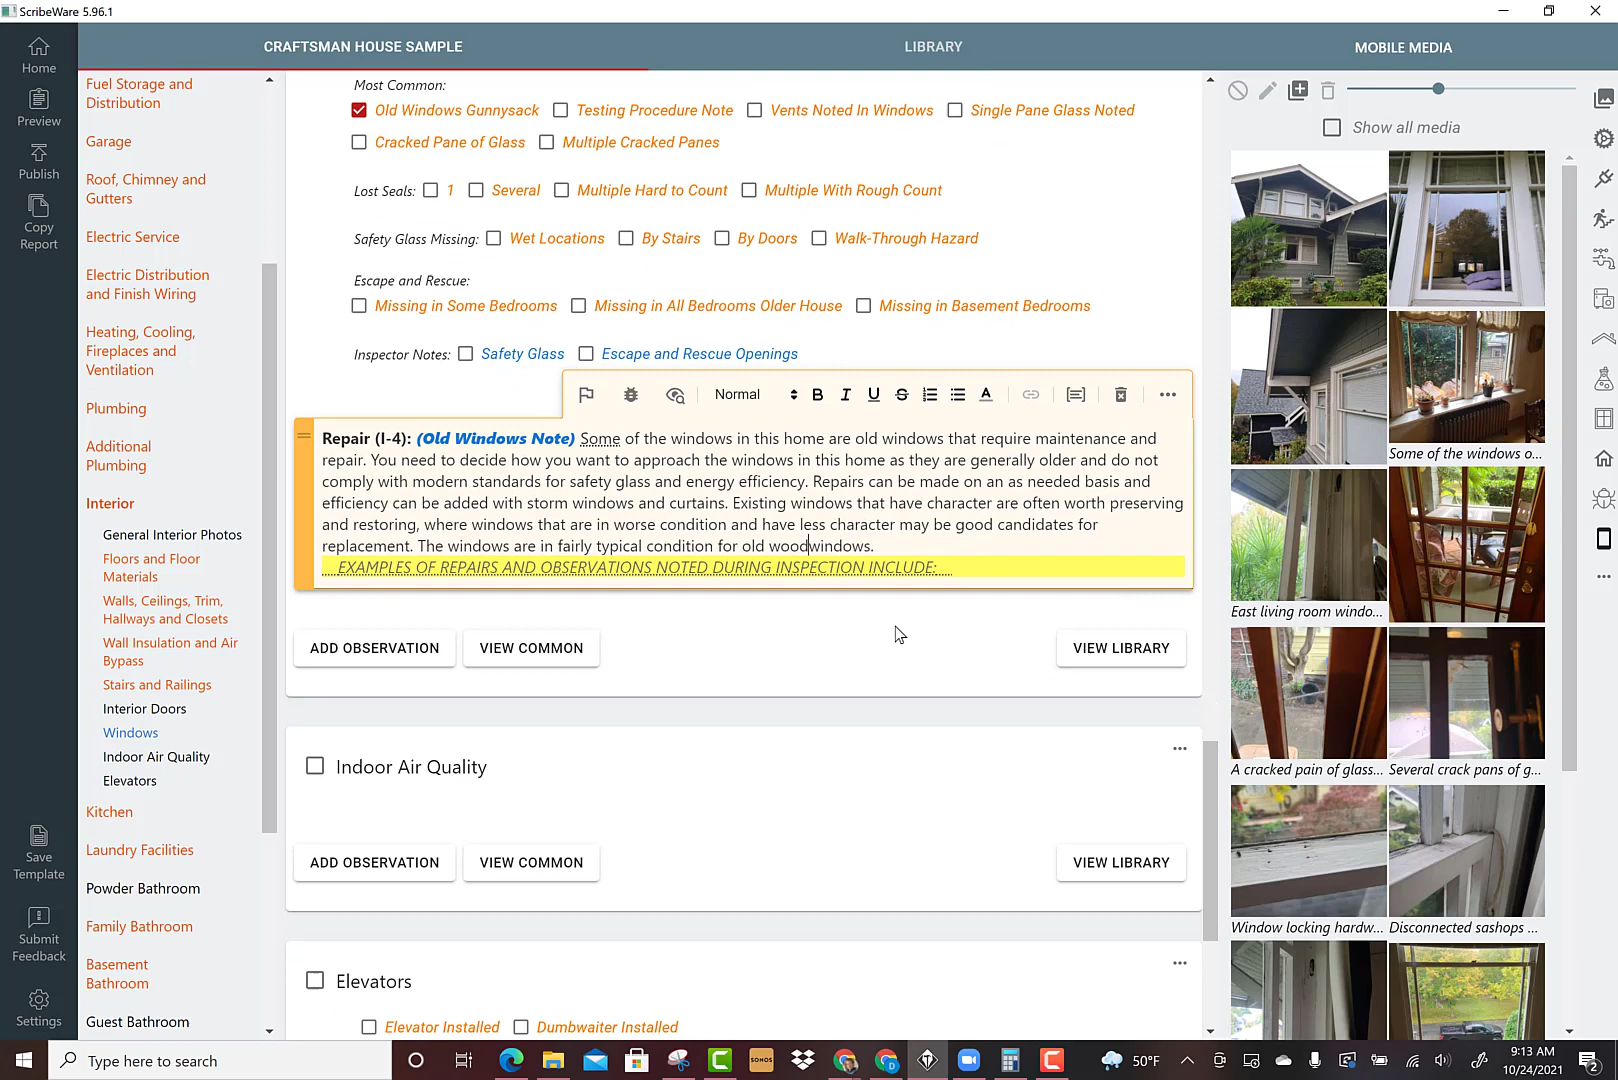 ScribeWare 5.96.1
CRAFTSMAN HOUSE SAMPLE
LIBRARY
MOBILE MEDIA
Home
Preview
Publish
Copy
Report
Save
Template
Submit
Feedback
Settings
Fuel Storage and
Distribution
Garage
Roof, Chimney and
Gutters
Electric Service
Electric Distribution
and Finish Wiring
Heating, Cooling,
Fireplaces and
Ventilation
Plumbing
Additional
Plumbing
Interior
General Interior Photos
Floors and Floor
Materials
Walls, Ceilings, Trim,
Hallways and Closets
Wall Insulation and Air
Bypass
Stairs and Railings
Interior Doors
Windows
Indoor Air Quality
Elevators
Kitchen
Laundry Facilities
Powder Bathroom
Family Bathroom
Basement
Bathroom
Guest Bathroom
Most Common:
Old Windows Gunnysack Testing Procedure Note Vents Noted In Windows Single Pane Glass Noted
Cracked Pane of Glass Multiple Cracked Panes
Lost Seals: 1 Several Multiple Hard to Count Multiple With Rough Count
Safety Glass Missing: Wet Locations By Stairs By Doors Walk-Through Hazard
Escape and Rescue:
Missing in Some Bedrooms Missing in All Bedrooms Older House Missing in Basement Bedrooms
Inspector Notes: Safety Glass Escape and Rescue Openings
Normal B I U S A
Repair (I-4): (Old Windows Note) Some of the windows in this home are old windows that require maintenance and
repair. You need to decide how you want to approach the windows in this home as they are generally older and do not
comply with modern standards for safety glass and energy efficiency. Repairs can be made on an as needed basis and
efficiency can be added with storm windows and curtains. Existing windows that have character are often worth preserving
and restoring, where windows that are in worse condition and have less character may be good candidates for
replacement. The windows are in fairly typical condition for old woodwindows.
EXAMPLES OF REPAIRS AND OBSERVATIONS NOTED DURING INSPECTION INCLUDE:
ADD OBSERVATION VIEW COMMON VIEW LIBRARY
Indoor Air Quality
ADD OBSERVATION VIEW COMMON VIEW LIBRARY
Elevators
Elevator Installed Dumbwaiter Installed
Show all media
Some of the windows o...
East living room windo...
A cracked pain of glass... Several crack pans of g...
Window locking hardw... Disconnected sashops ...
Type here to search
SONOS
50°F
9:13 AM
10/24/2021
2